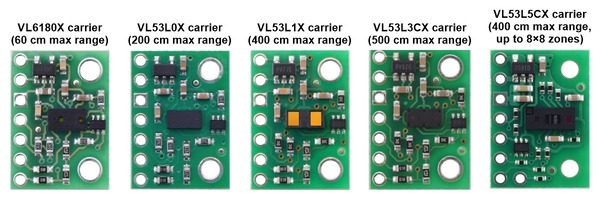 VL6180X carrier
(60 cm max range)
VL53L0X carrier
(200 cm max range)
VL53L1X carrier
(400 cm max range)
VL53L3CX carrier
(500 cm max range)
VL53L5CX carrier
(400 cm max range,
up to 8×8 zones)